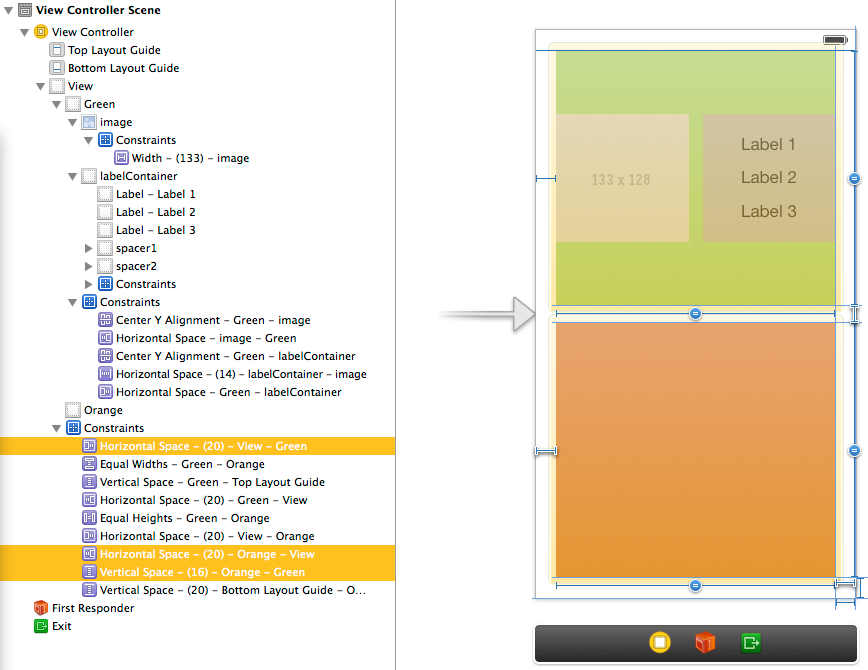 View Controller Scene
View Controller
Top Layout Guide
Bottom Layout Guide
View
Green
image
Constraints
Width - (133) - image
labelContainer
Label - Label 1
Label - Label 2
Label - Label 3
spacer1
spacer2
Constraints
Constraints
Center Y Alignment - Green - image
Horizontal Space - image - Green
Center Y Alignment - Green - labelContainer
Horizontal Space - (14) - labelContainer - image
Horizontal Space - Green - labelContainer
Orange
Constraints
Horizontal Space - (20) - View - Green
Equal Widths - Green - Orange
Vertical Space - Green - Top Layout Guide
Horizontal Space - (20) - Green - View
Equal Heights - Green - Orange
Horizontal Space - (20) - View - Orange
Horizontal Space - (20) - Orange - View
Vertical Space - (16) - Orange - Green
Vertical Space - (20) - Bottom Layout Guide - O...
First Responder
Exit
133 x 128
Label 1
Label 2
Label 3